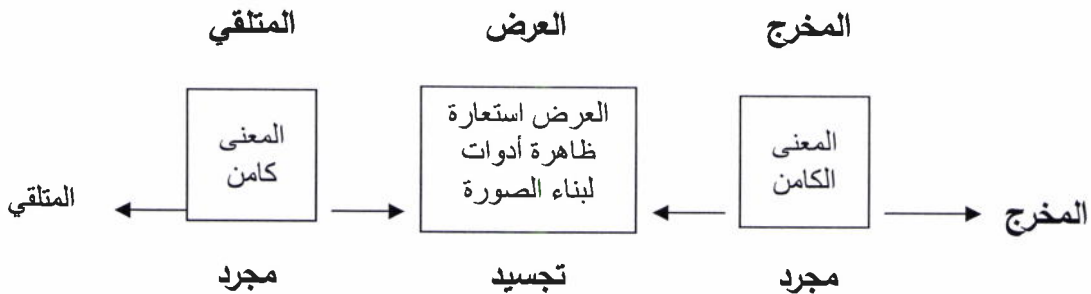 المخرج
العرض
المتلقي
المعنى
الكامن
العرض استعارة
ظاهرة أدوات
لبناء الصورة
المعنى
كامن
المخرج
المتلقي
مجرد
تجسيد
مجرد